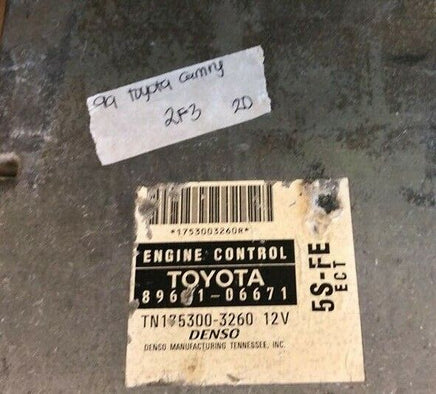 99 Toyota Camry
2F3 2D
*1753003260R*
ENGINE CONTROL
TOYOTA
89661-06671
TN175300-3260 12V
DENSO
DENSO MANUFACTURING TENNESSEE, INC.
5S-FE
ECT